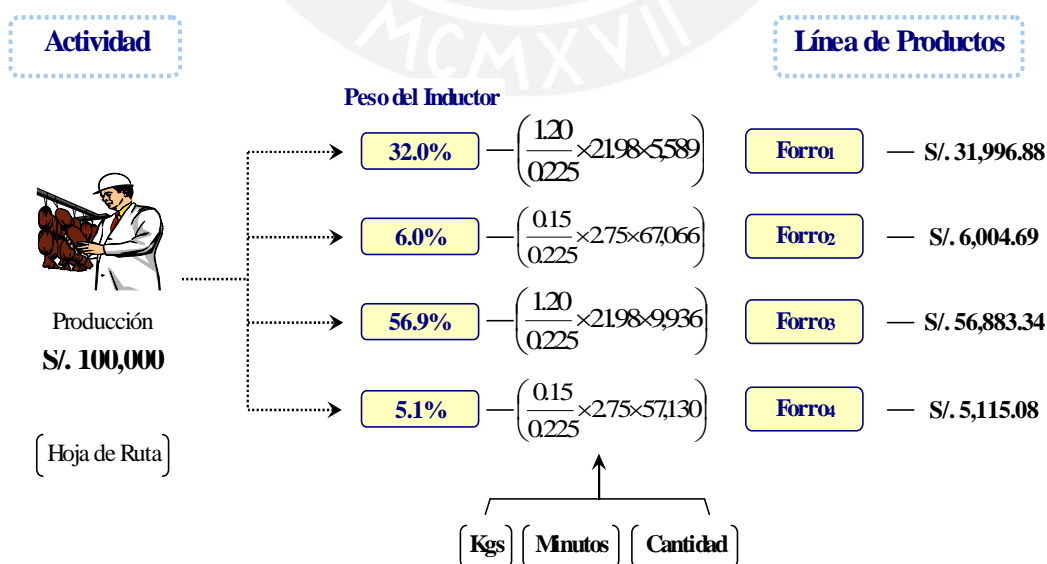 MCMXVII
Actividad
Línea de Productos
Peso del Inductor
32.0% — (1.20/0.225 × 21.98 × 5,589) Forro1 — S/. 31,996.88
6.0% — (0.15/0.225 × 2.75 × 67,066) Forro2 — S/. 6,004.69
56.9% — (1.20/0.225 × 21.98 × 9,936) Forro3 — S/. 56,883.34
5.1% — (0.15/0.225 × 2.75 × 57,130) Forro4 — S/. 5,115.08
Producción
S/. 100,000
[Hoja de Ruta]
[Kgs] [Minutos] [Cantidad]